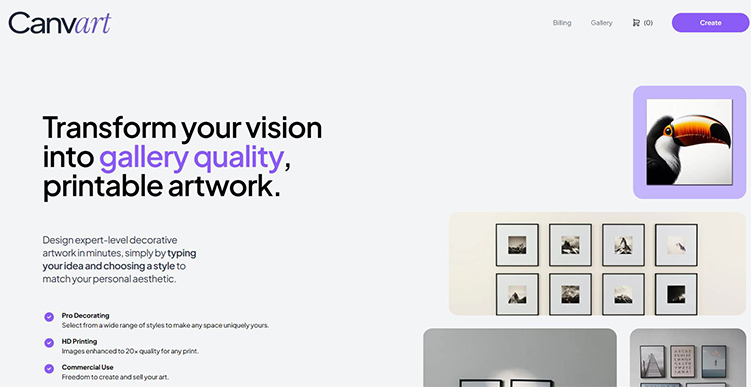 Canvart
Billing
Gallery
(0)
Create
Transform your vision
into gallery quality,
printable artwork.
Design expert-level decorative
artwork in minutes, simply by typing
your idea and choosing a style to
match your personal aesthetic.
Pro Decorating
Select from a wide range of styles to make any space uniquely yours.
HD Printing
Images enhanced to 20x quality for any print.
Commercial Use
Freedom to create and sell your art.